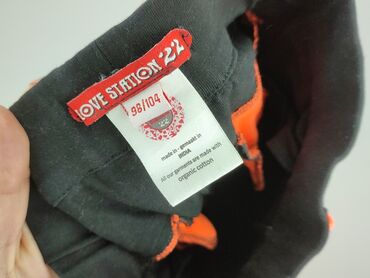 LOVE STATION 22
98/104
made in - gemaakt in
INDIA
All our garments are made with
organic cotton